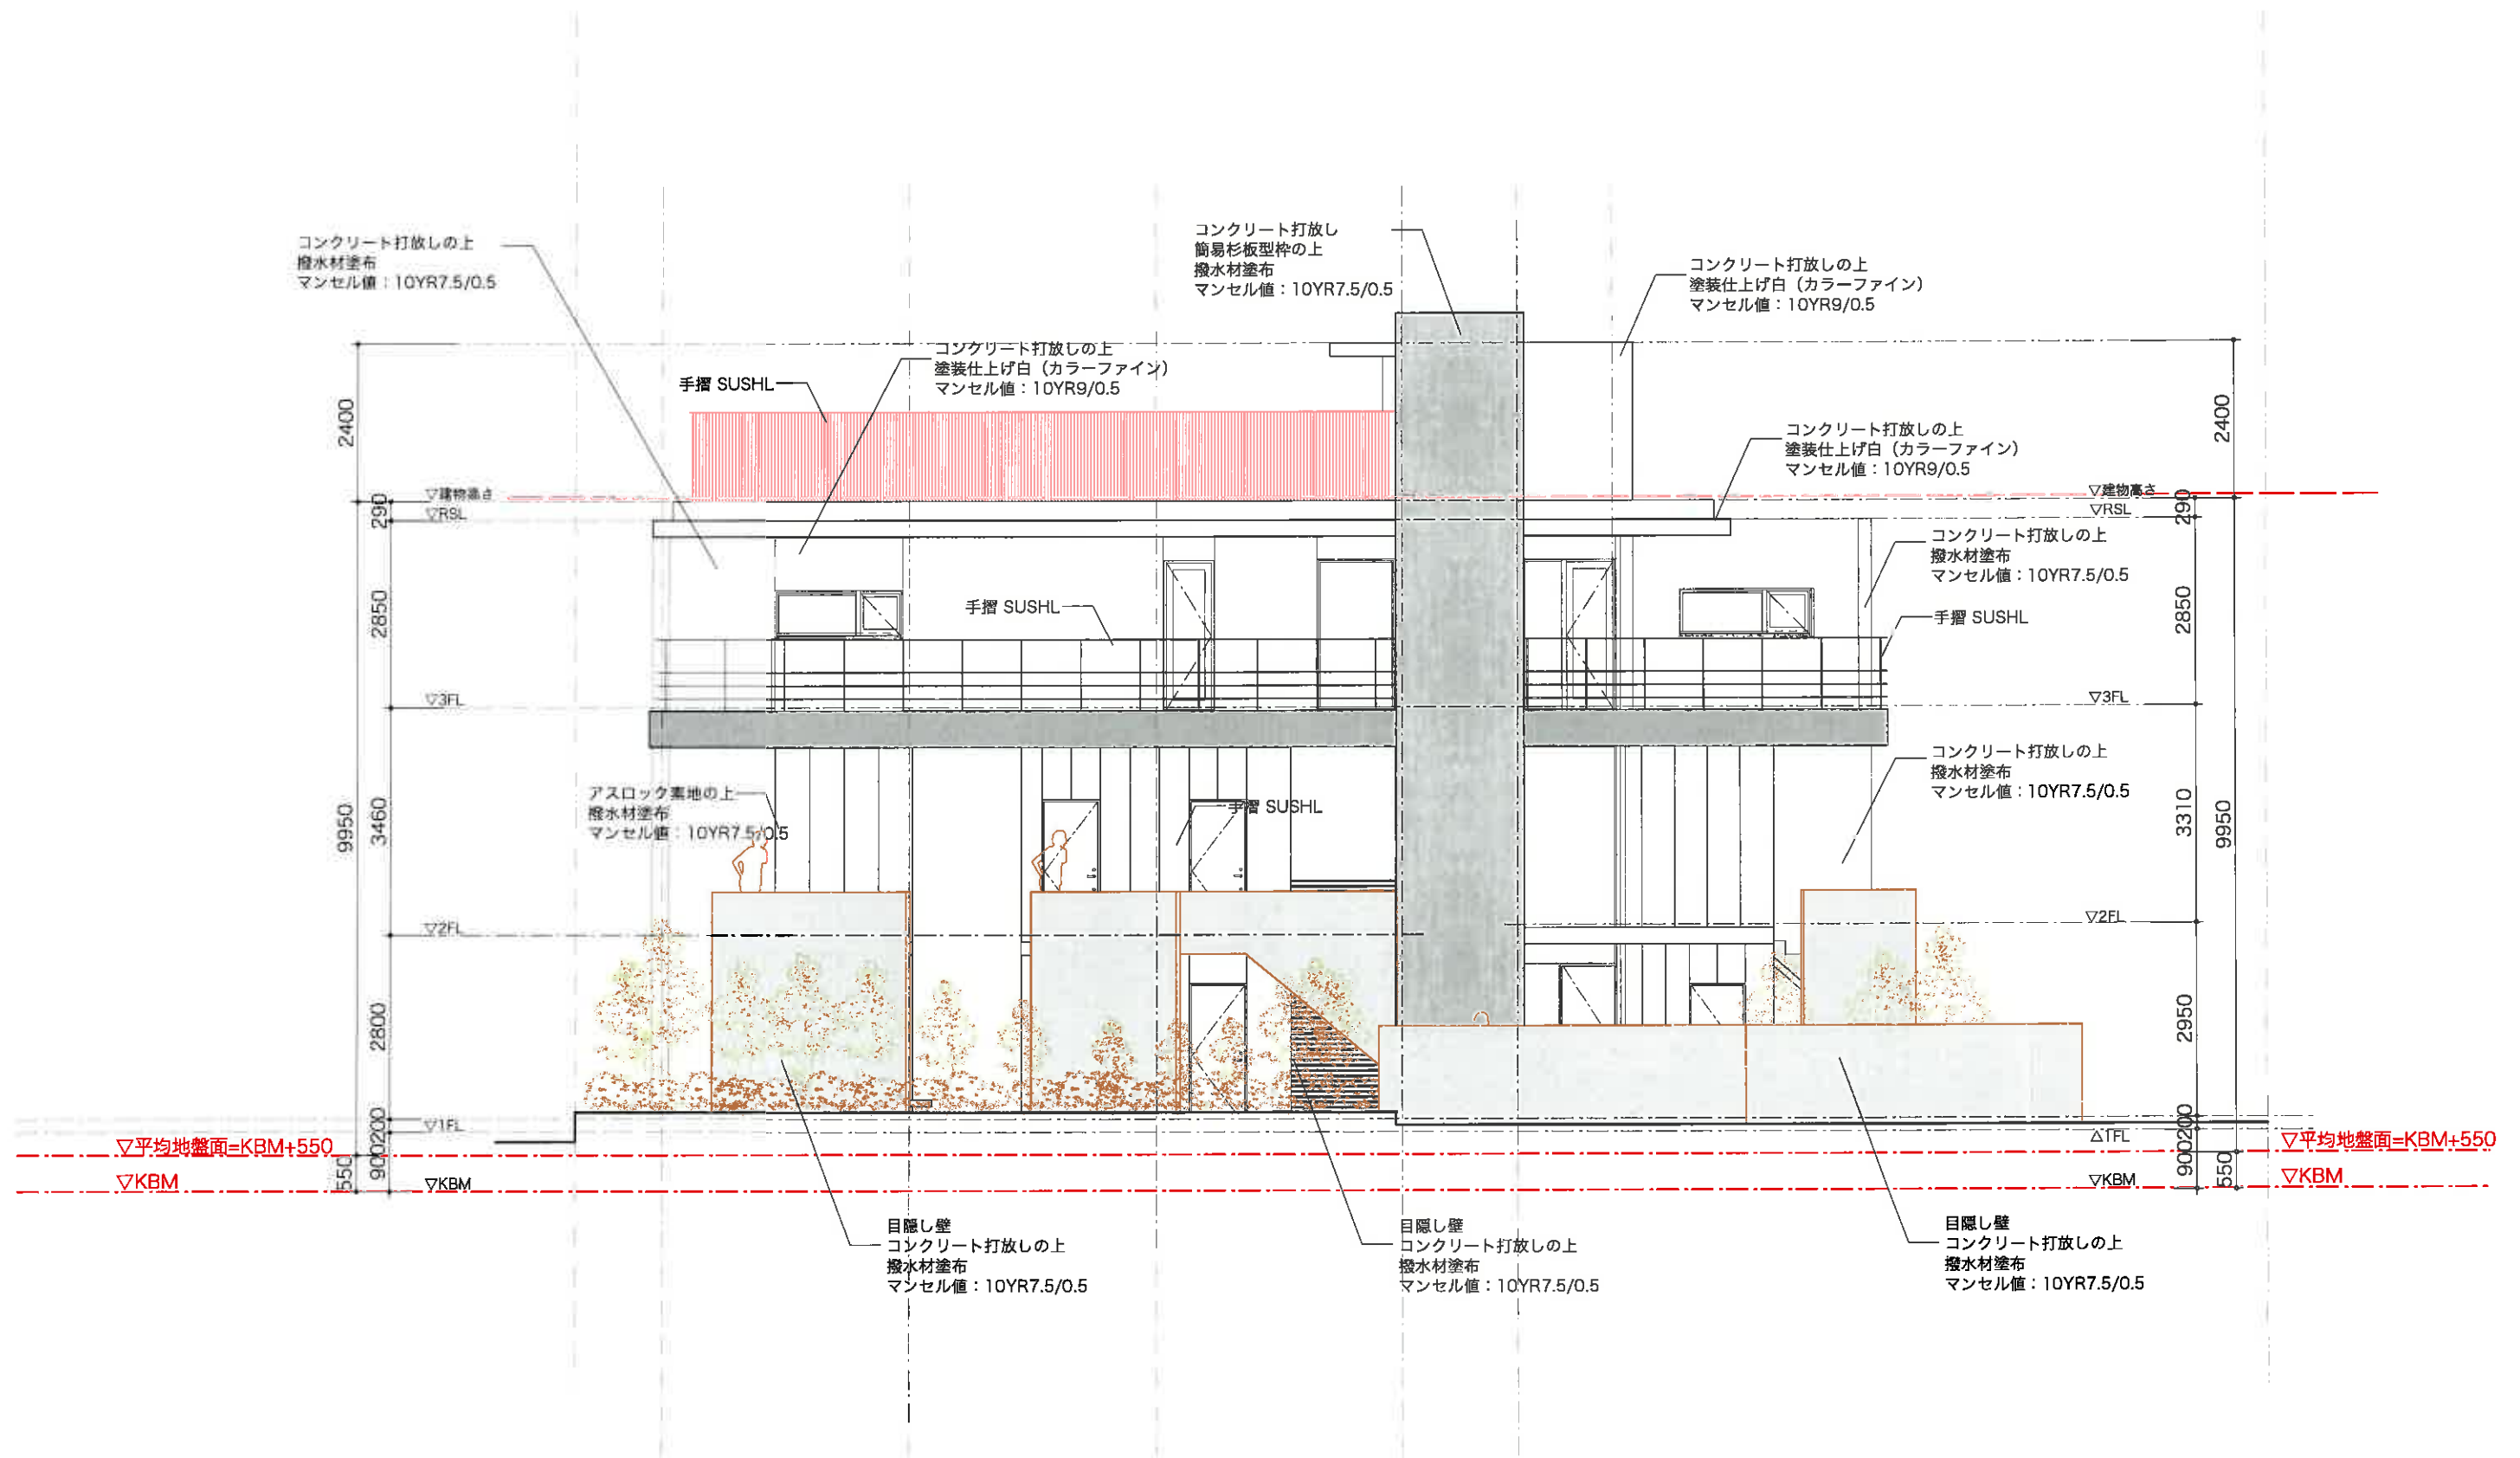 コンクリート打放しの上
撥水材塗布
マンセル値：10YR7.5/0.5
コンクリート打放し
簡易杉板型枠の上
撥水材塗布
マンセル値：10YR7.5/0.5
コンクリート打放しの上
塗装仕上げ白（カラーファイン）
マンセル値：10YR9/0.5
コンクリート打放しの上
塗装仕上げ白（カラーファイン）
マンセル値：10YR9/0.5
手摺 SUSHL
コンクリート打放しの上
塗装仕上げ白（カラーファイン）
マンセル値：10YR9/0.5
2400
2400
▽建物高さ
▽RSL
290
▽建物高さ
▽RSL
290
コンクリート打放しの上
撥水材塗布
マンセル値：10YR7.5/0.5
手摺 SUSHL
手摺 SUSHL
2850
2850
▽3FL
▽3FL
コンクリート打放しの上
撥水材塗布
マンセル値：10YR7.5/0.5
アスロック素地の上
撥水材塗布
マンセル値：10YR7.5/0.5
手摺 SUSHL
9950
3460
3310
9950
▽2FL
▽2FL
2800
2950
200
200
▽1FL
△1FL
▽平均地盤面=KBM+550
▽平均地盤面=KBM+550
550
900
900
550
▽KBM
▽KBM
▽KBM
▽KBM
目隠し壁
コンクリート打放しの上
撥水材塗布
マンセル値：10YR7.5/0.5
目隠し壁
コンクリート打放しの上
撥水材塗布
マンセル値：10YR7.5/0.5
目隠し壁
コンクリート打放しの上
撥水材塗布
マンセル値：10YR7.5/0.5